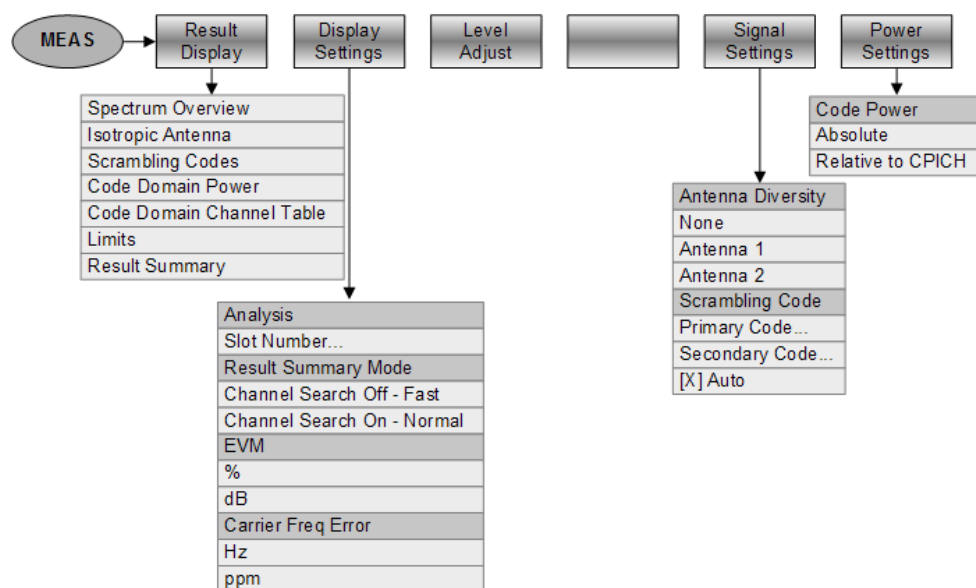 MEAS
Result
Display
Display
Settings
Level
Adjust
Signal
Settings
Power
Settings
Spectrum Overview
Isotropic Antenna
Scrambling Codes
Code Domain Power
Code Domain Channel Table
Limits
Result Summary
Analysis
Slot Number...
Result Summary Mode
Channel Search Off - Fast
Channel Search On - Normal
EVM
%
dB
Carrier Freq Error
Hz
ppm
Antenna Diversity
None
Antenna 1
Antenna 2
Scrambling Code
Primary Code...
Secondary Code...
[X] Auto
Code Power
Absolute
Relative to CPICH